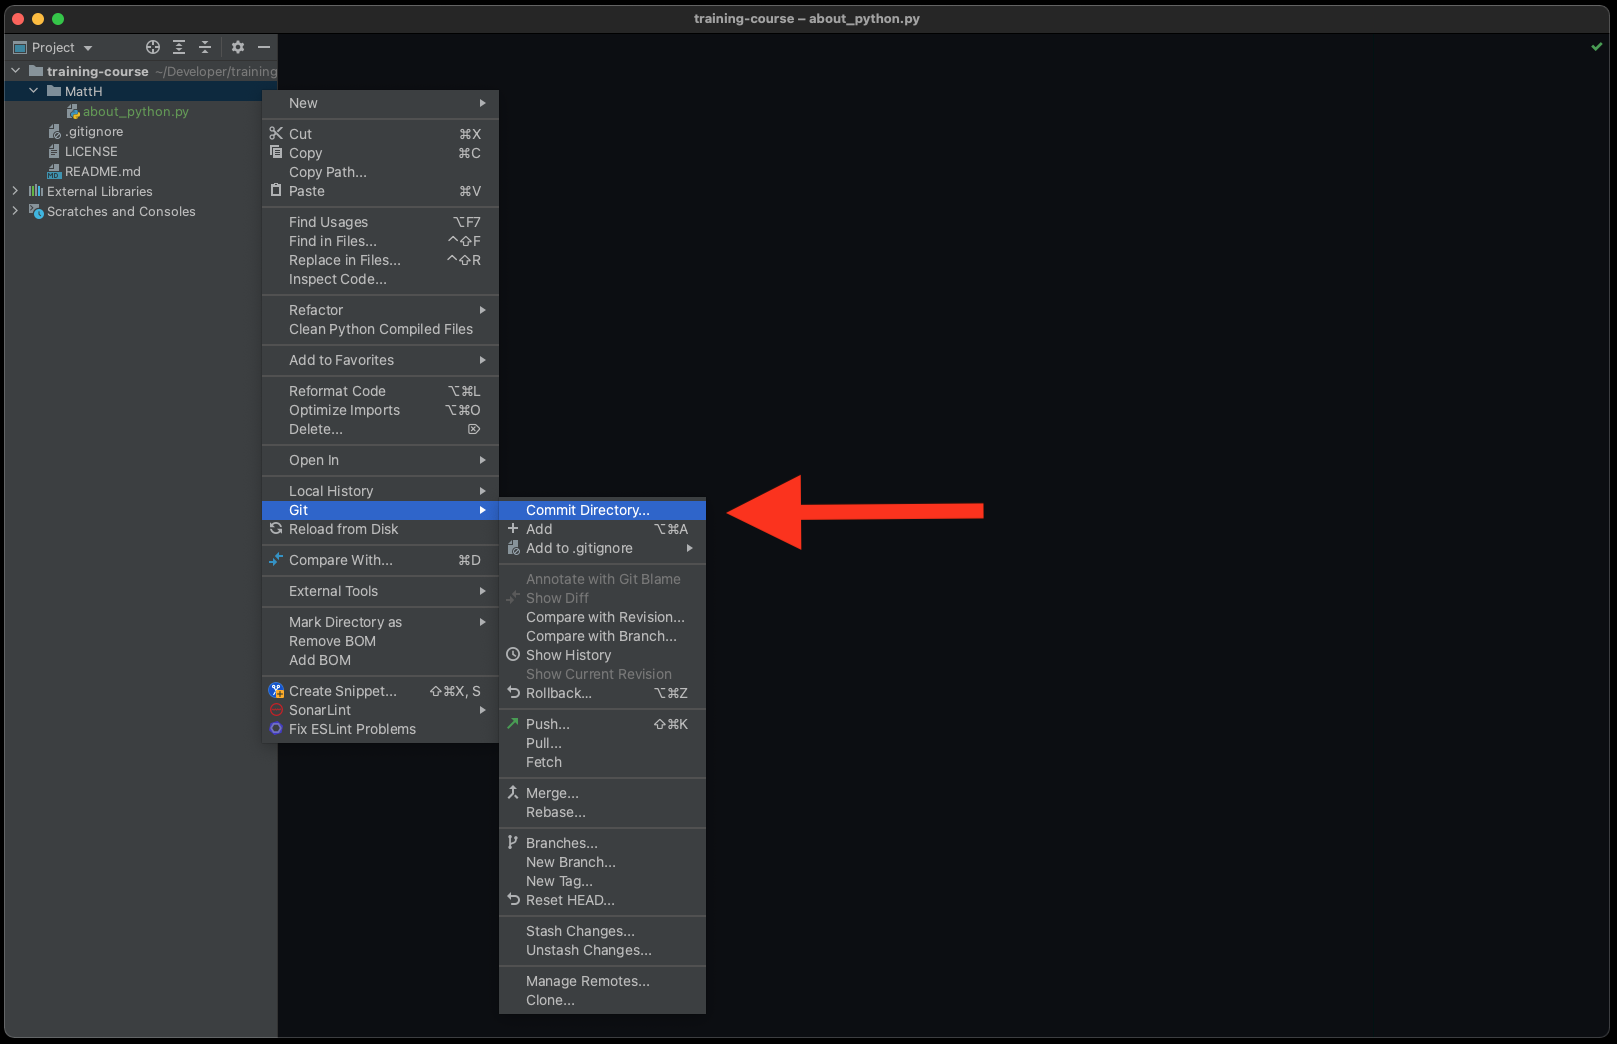 training-course – about_python.py
Project
training-course ~/Developer/training
MattH
about_python.py
.gitignore
LICENSE
README.md
External Libraries
Scratches and Consoles
New
Cut ⌘X
Copy ⌘C
Copy Path...
Paste ⌘V
Find Usages ⌥F7
Find in Files... ^⇧F
Replace in Files... ^⇧R
Inspect Code...
Refactor
Clean Python Compiled Files
Add to Favorites
Reformat Code ⌥⌘L
Optimize Imports ⌥⌘O
Delete... ⌦
Open In
Local History
Git
Reload from Disk
Compare With... ⌘D
External Tools
Mark Directory as
Remove BOM
Add BOM
Create Snippet... ⇧⌘X, S
SonarLint
Fix ESLint Problems
Commit Directory...
Add ⌥⌘A
Add to .gitignore
Annotate with Git Blame
Show Diff
Compare with Revision...
Compare with Branch...
Show History
Show Current Revision
Rollback... ⌥⌘Z
Push... ⇧⌘K
Pull...
Fetch
Merge...
Rebase...
Branches...
New Branch...
New Tag...
Reset HEAD...
Stash Changes...
Unstash Changes...
Manage Remotes...
Clone...